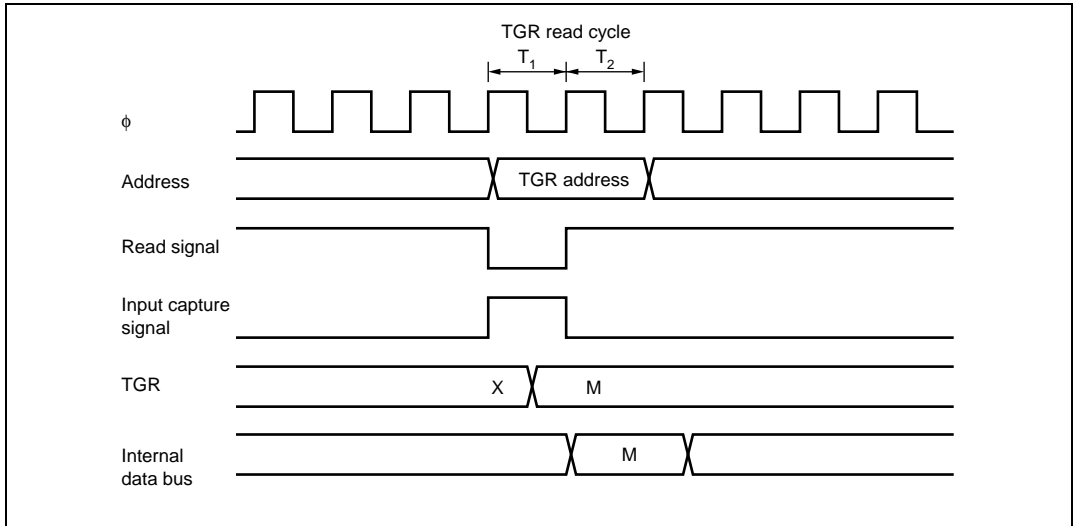 TGR read cycle
T1 T2
ϕ
Address
TGR address
Read signal
Input capture
signal
TGR
X
M
Internal
data bus
M